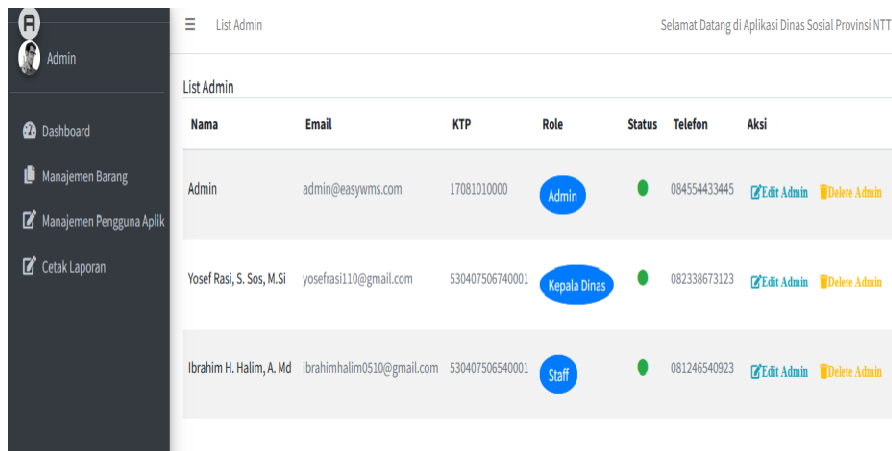 List Admin
Selamat Datang di Aplikasi Dinas Sosial Provinsi NTT
Admin
Dashboard
Manajemen Barang
Manajemen Pengguna Aplik
Cetak Laporan
List Admin
Nama Email KTP Role Status Telefon Aksi
Admin admin@easywms.com 17081010000 Admin 084554433445 Edit Admin Delete Admin
Yosef Rasi, S. Sos, M.Si yosefrasi110@gmail.com 530407506740001 Kepala Dinas 082338673123 Edit Admin Delete Admin
Ibrahim H. Halim, A. Md ibrahimhalim0510@gmail.com 530407506540001 Staff 081246540923 Edit Admin Delete Admin